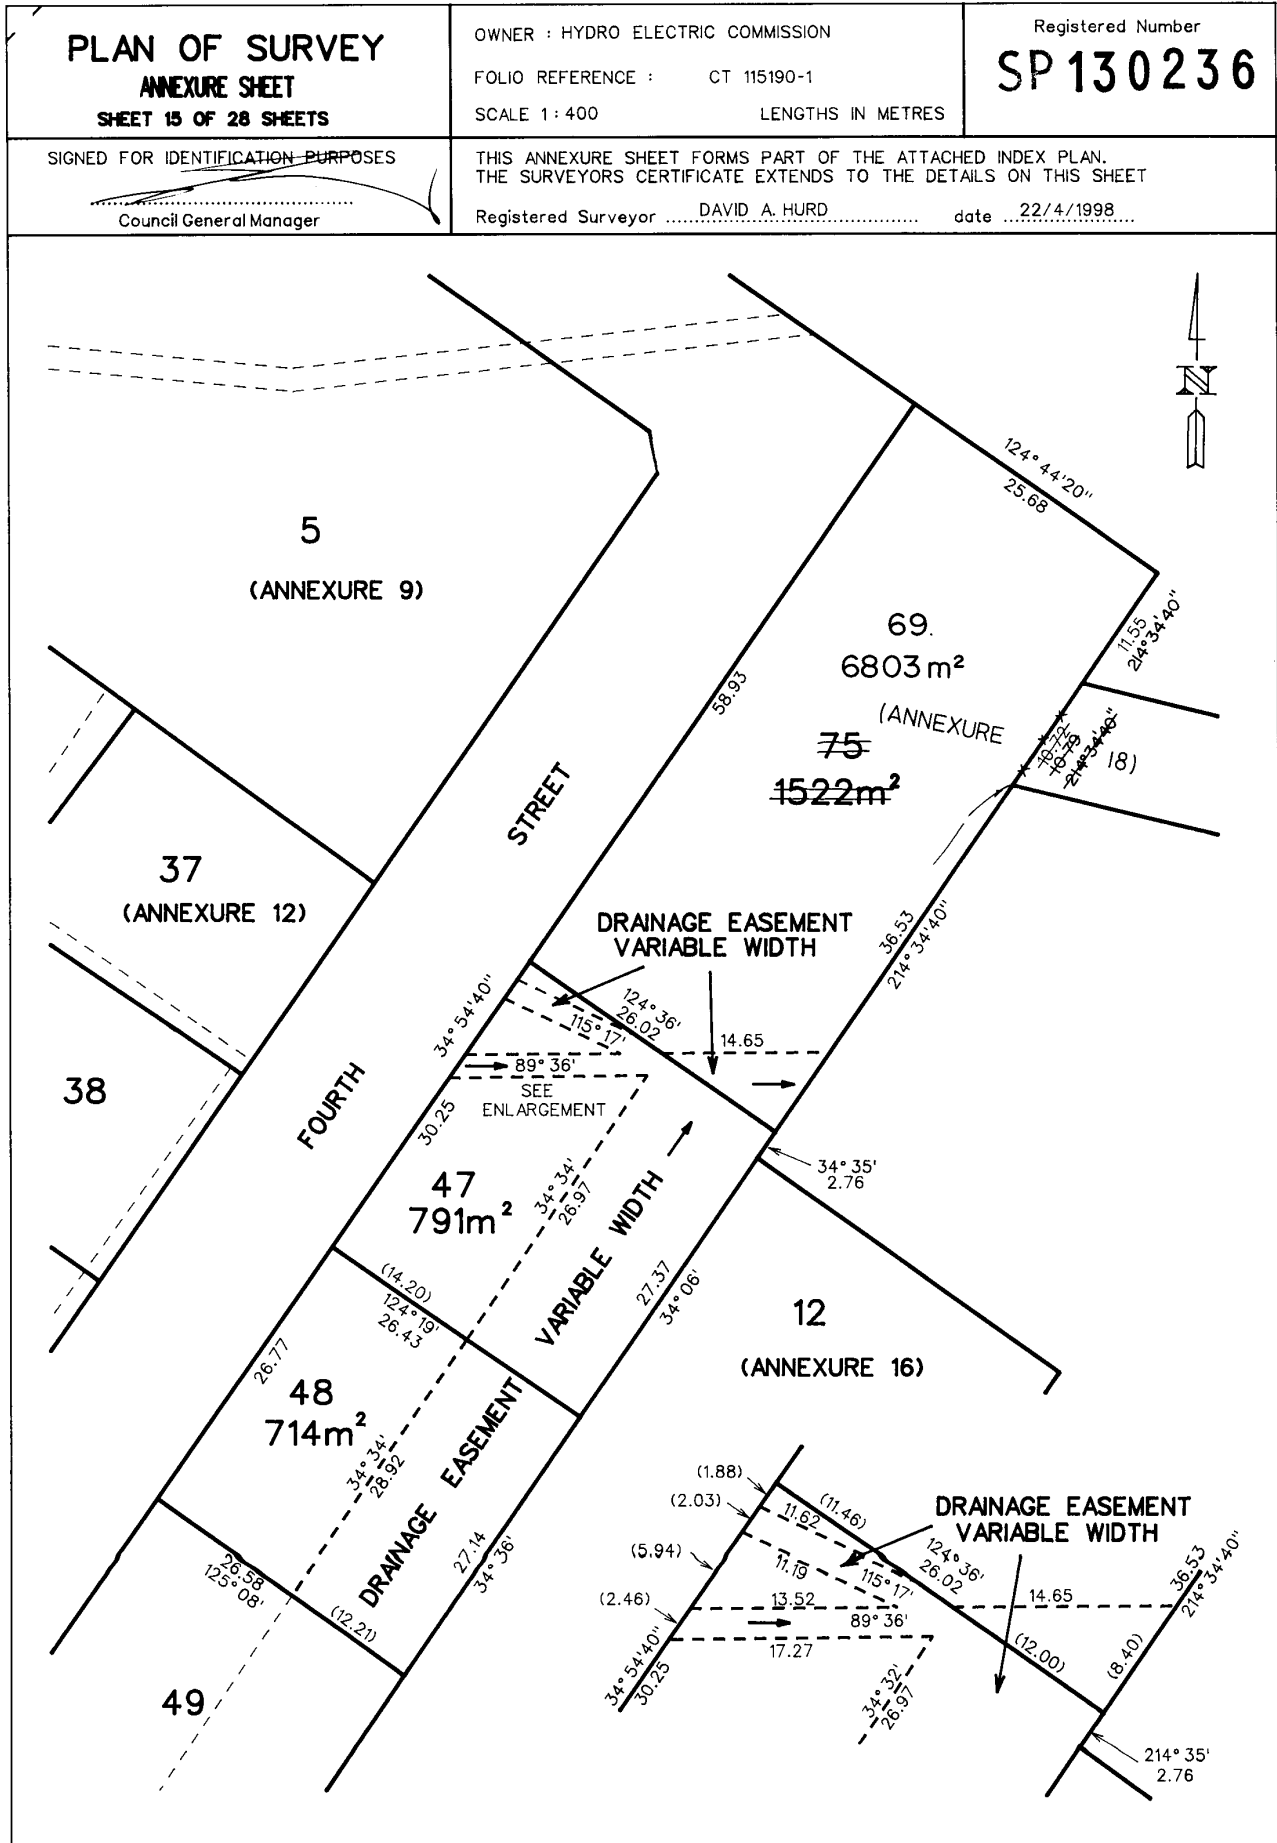 PLAN OF SURVEY
ANNEXURE SHEET
SHEET 15 OF 28 SHEETS
OWNER : HYDRO ELECTRIC COMMISSION
FOLIO REFERENCE : CT 115190-1
SCALE 1 : 400 LENGTHS IN METRES
Registered Number
SP130236
SIGNED FOR IDENTIFICATION PURPOSES
Council General Manager
THIS ANNEXURE SHEET FORMS PART OF THE ATTACHED INDEX PLAN.
THE SURVEYORS CERTIFICATE EXTENDS TO THE DETAILS ON THIS SHEET
Registered Surveyor DAVID A. HURD date 22/4/1998
N
124° 44'20"
25.68
5
(ANNEXURE 9)
69.
6803m²
(ANNEXURE 18)
75
1522m²
11.55
214°34'40"
10.72
10.79
214°34'40"
58.93
STREET
37
(ANNEXURE 12)
DRAINAGE EASEMENT
VARIABLE WIDTH
36.53
214° 34'40"
34° 54'40"
124° 36'
26.02
115° 17'
14.65
89° 36'
SEE
ENLARGEMENT
38
FOURTH
30.25
34° 35'
2.76
47
791m²
34° 34'
26.97
VARIABLE WIDTH
(14.20)
124° 19'
26.43
27.37
34° 06'
12
(ANNEXURE 16)
26.77
48
714m²
34° 34'
28.92
DRAINAGE EASEMENT
27.14
34° 36'
26.58
125° 08'
(12.21)
49
(1.88)
(2.03)
(5.94)
(2.46)
(11.46)
11.62
11.19
115° 17'
124° 36'
26.02
DRAINAGE EASEMENT
VARIABLE WIDTH
13.52
89° 36'
14.65
17.27
36.53
214° 34'40"
34° 54'40"
30.25
34° 32'
26.97
(12.00)
(8.40)
214° 35'
2.76